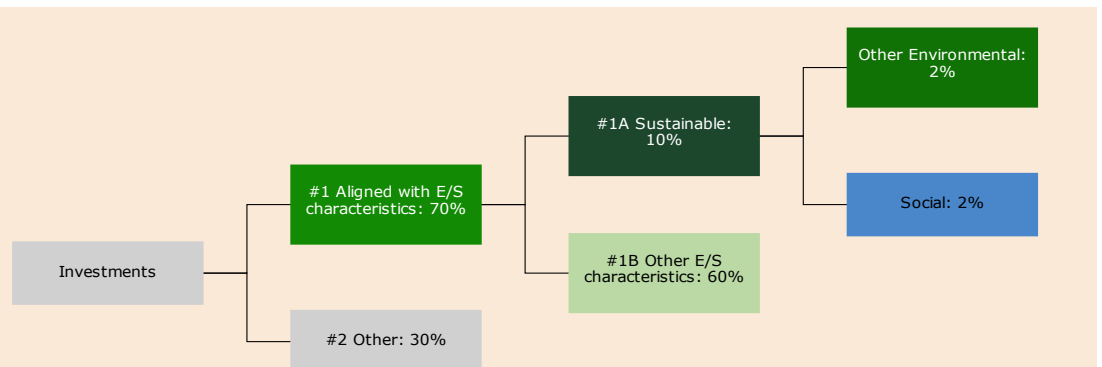 Investments
#1 Aligned with E/S
characteristics: 70%
#2 Other: 30%
#1A Sustainable:
10%
#1B Other E/S
characteristics: 60%
Other Environmental:
2%
Social: 2%